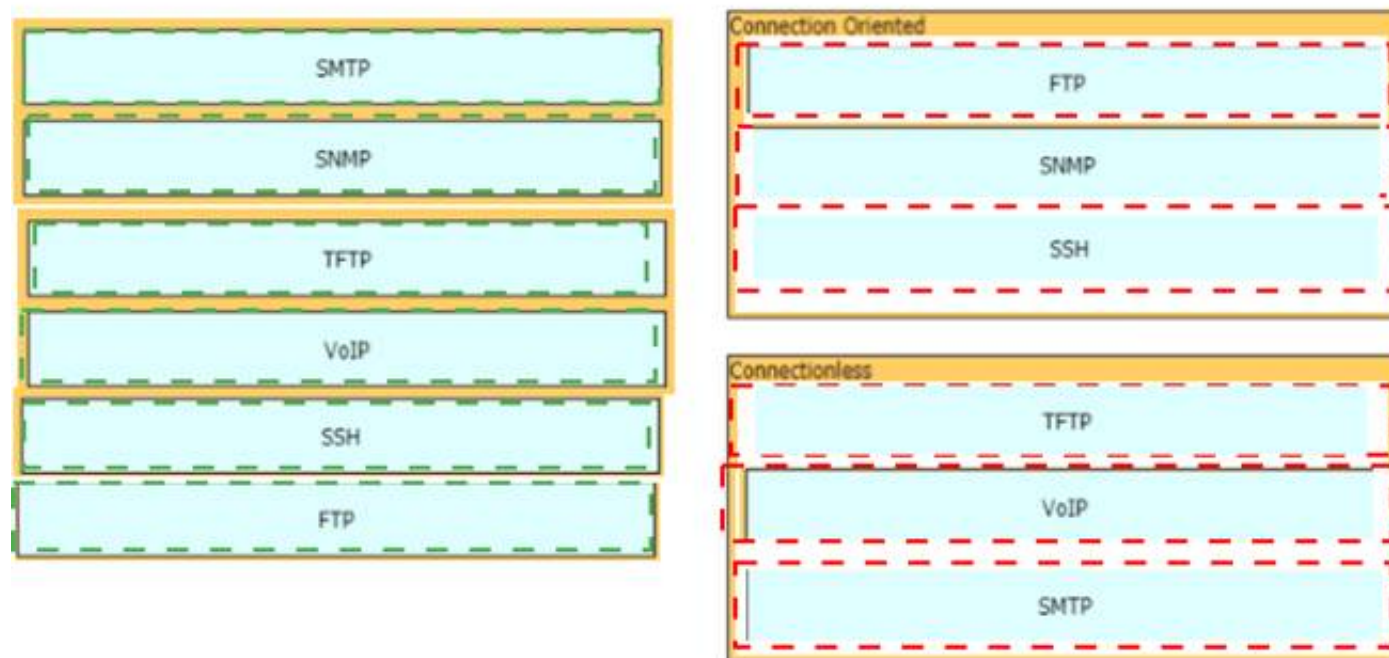 SMTP
SNMP
TFTP
VoIP
SSH
FTP
Connection Oriented
FTP
SNMP
SSH
Connectionless
TFTP
VoIP
SMTP